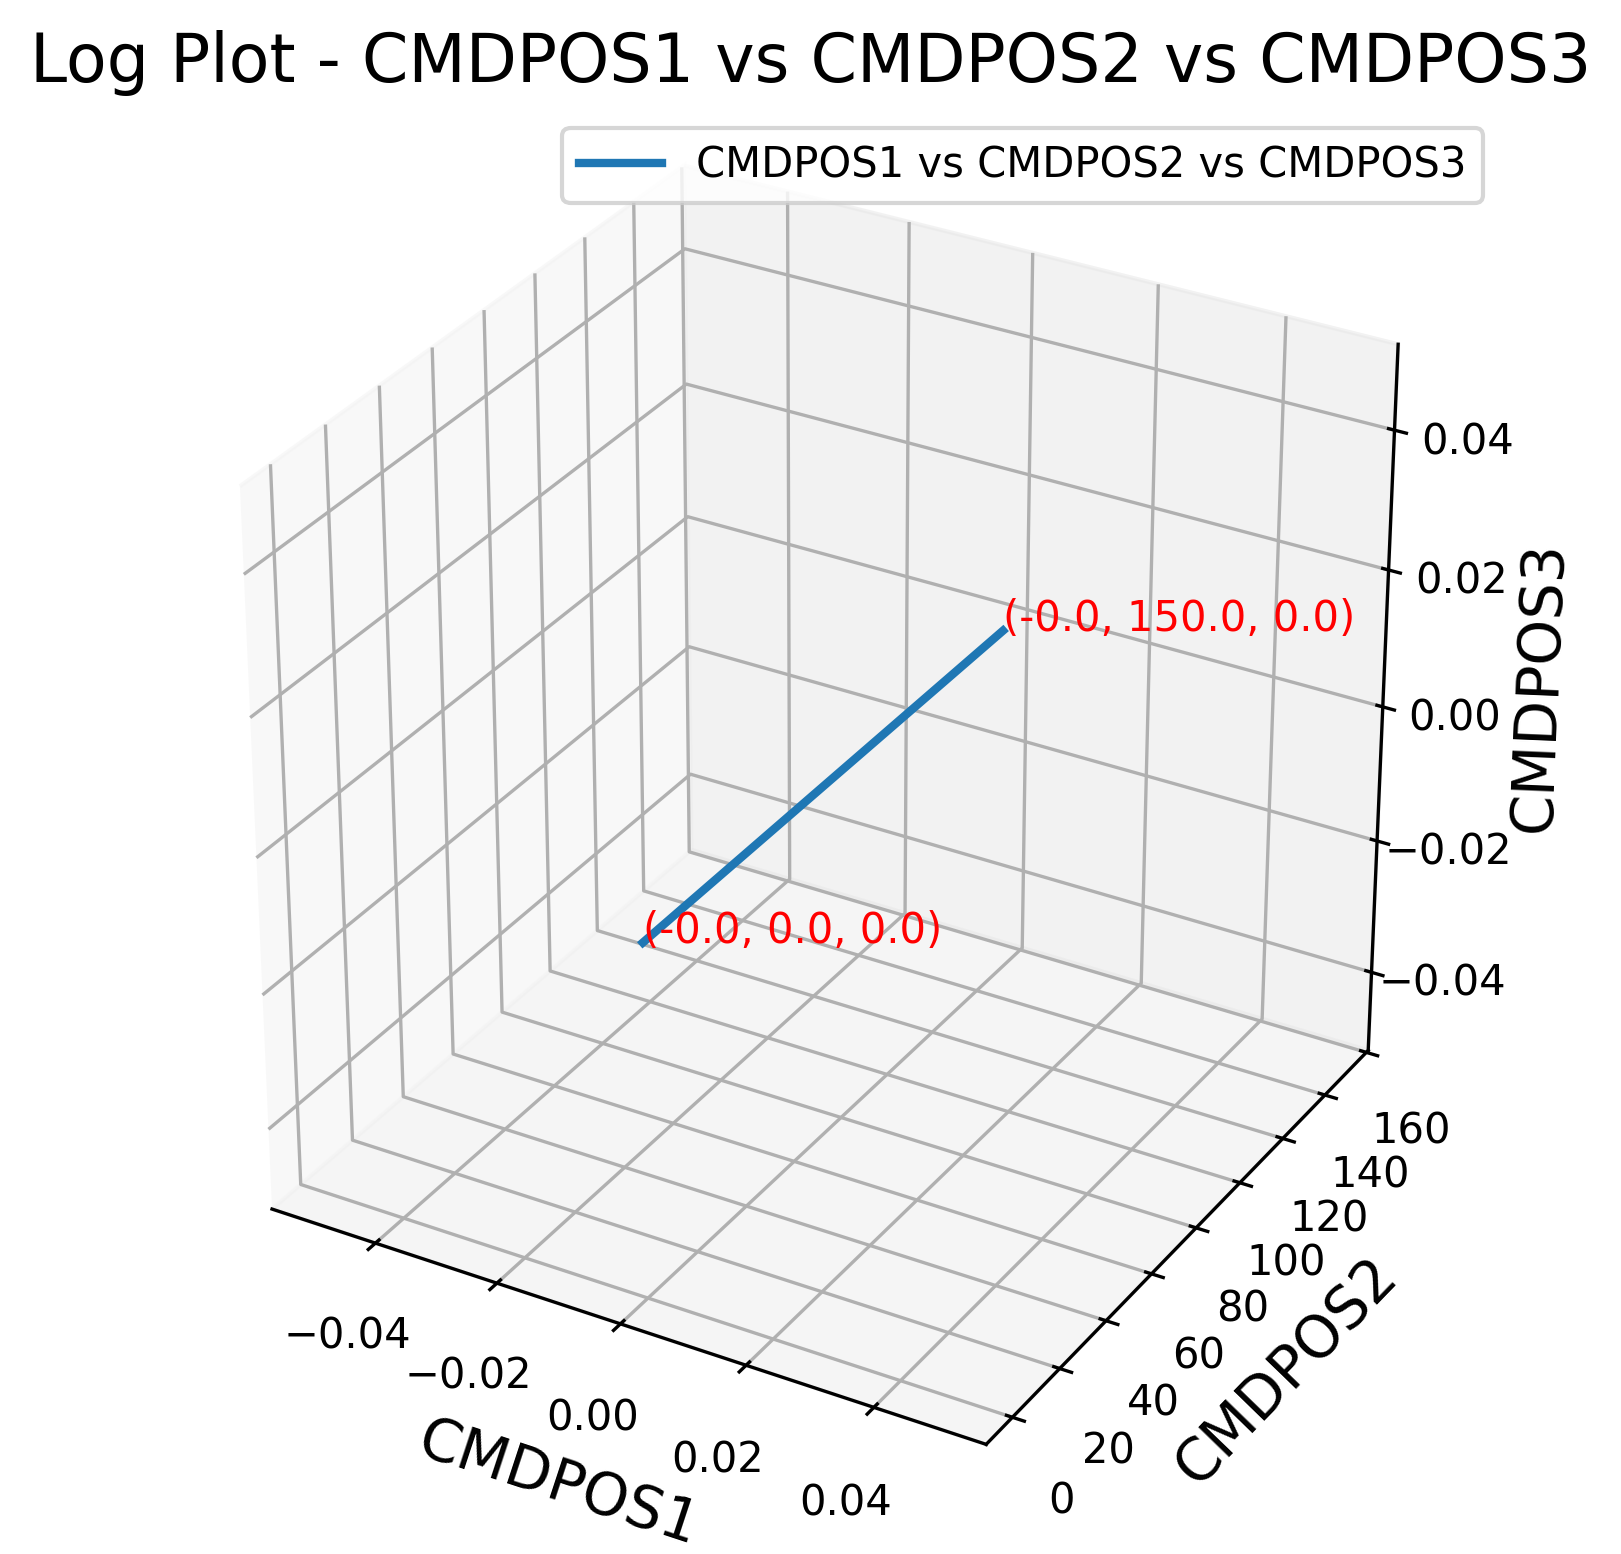 Log Plot - CMDPOS1 vs CMDPOS2 vs CMDPOS3
CMDPOS1 vs CMDPOS2 vs CMDPOS3
0.04
0.02
0.00
−0.02
−0.04
CMDPOS3
(-0.0, 150.0, 0.0)
(-0.0, 0.0, 0.0)
160
140
120
100
80
60
40
20
0
CMDPOS2
−0.04
−0.02
0.00
0.02
0.04
CMDPOS1